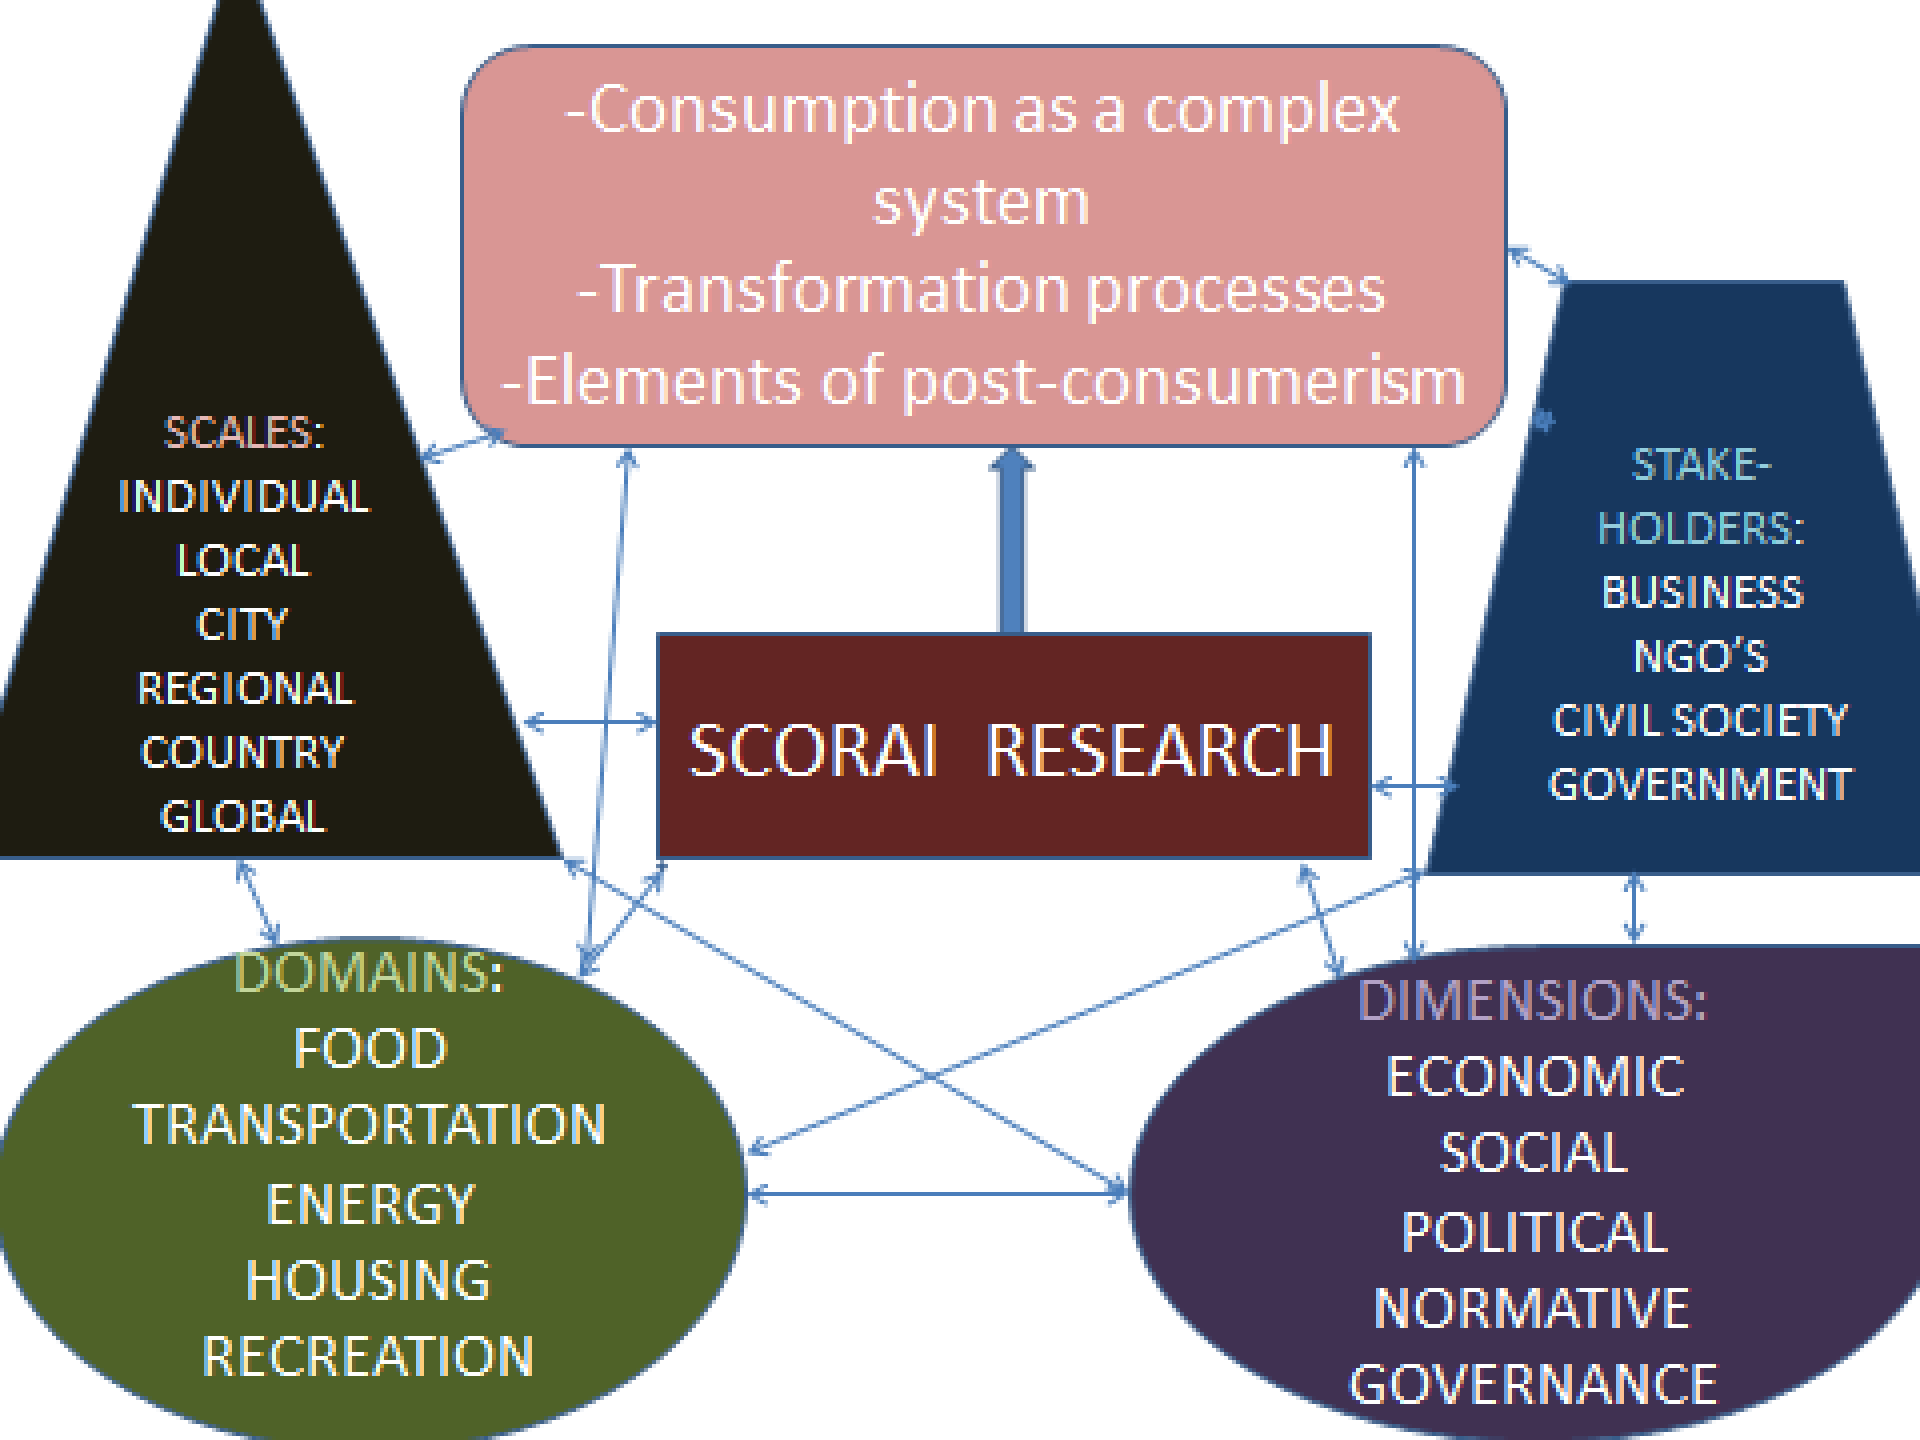 -Consumption as a complex
system
-Transformation processes
-Elements of post-consumerism
SCALES:
INDIVIDUAL
LOCAL
CITY
REGIONAL
COUNTRY
GLOBAL
SCORAI RESEARCH
STAKE-
HOLDERS:
BUSINESS
NGO'S
CIVIL SOCIETY
GOVERNMENT
DOMAINS:
FOOD
TRANSPORTATION
ENERGY
HOUSING
RECREATION
DIMENSIONS:
ECONOMIC
SOCIAL
POLITICAL
NORMATIVE
GOVERNANCE